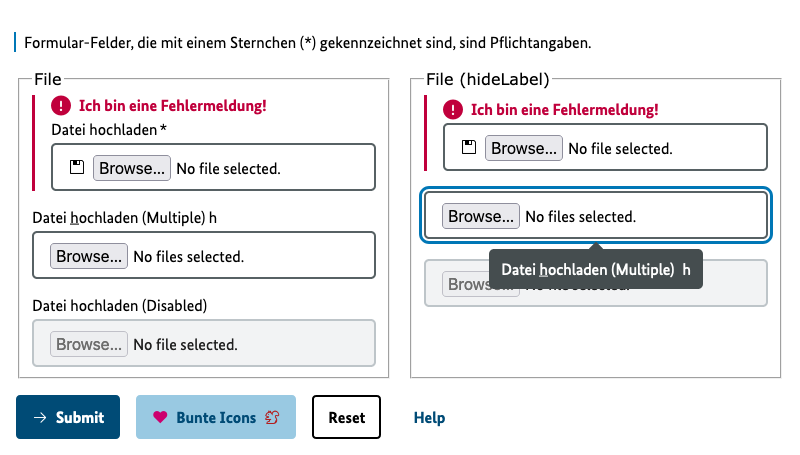 Formular-Felder, die mit einem Sternchen (*) gekennzeichnet sind, sind Pflichtangaben.
File
Ich bin eine Fehlermeldung!
Datei hochladen *
Browse... No file selected.
Datei hochladen (Multiple) h
Browse... No files selected.
Datei hochladen (Disabled)
Browse... No file selected.
File (hideLabel)
Ich bin eine Fehlermeldung!
Browse... No file selected.
Browse... No files selected.
Datei hochladen (Multiple) h
Submit
Bunte Icons
Reset
Help